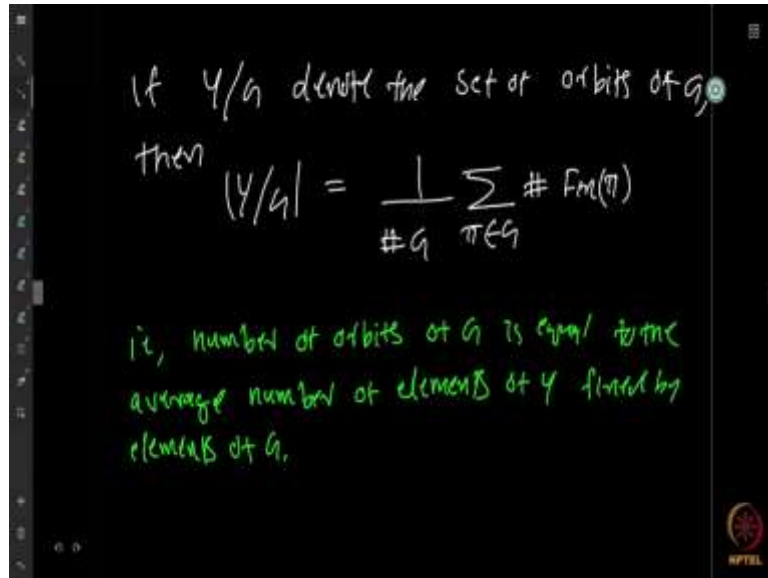 If Y/G denote the set of orbits of G,
then |Y/G| = 1/#G ∑_{π∈G} # Fix(π)
ie, number of orbits of G is equal to the
average number of elements of Y fixed by
elements of G.
NPTEL